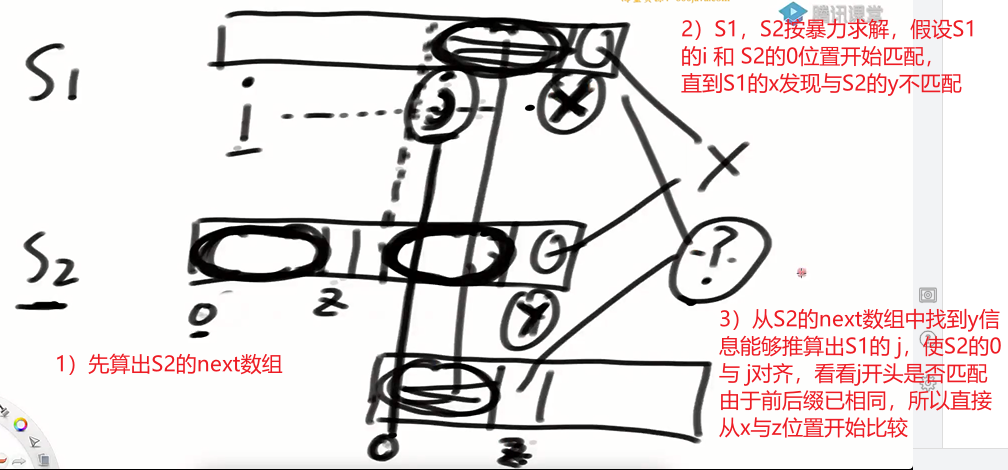 腾讯课堂
2）S1，S2按暴力求解，假设S1
的i 和 S2的0位置开始匹配，
直到S1的x发现与S2的y不匹配
S1
i
X
X
S2
?
0
Z
Y
1）先算出S2的next数组
3）从S2的next数组中找到y信
息能够推算出S1的 j，使S2的0
与 j对齐，看看j开头是否匹配
由于前后缀已相同，所以直接
从x与z位置开始比较
0
Z